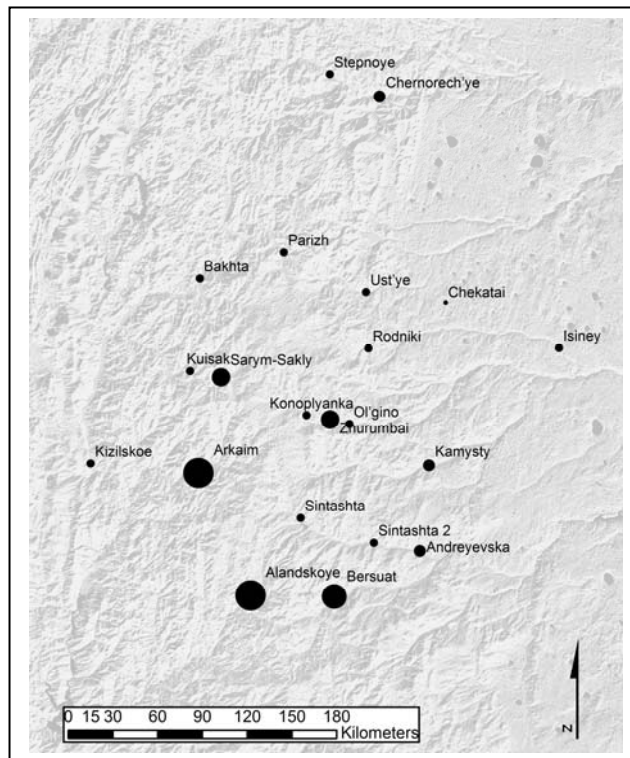 Stepnoye
Chernorech'ye
Parizh
Bakhta
Ust'ye
Chekatai
Rodniki
Isiney
Kuisak
Sarym-Sakly
Konoplyanka
Ol'gino
Zhurumbai
Kizilskoe
Arkaim
Kamysty
Sintashta
Sintashta 2
Andreyevska
Alandskoye
Bersuat
0 15 30 60 90 120 150 180
Kilometers
N